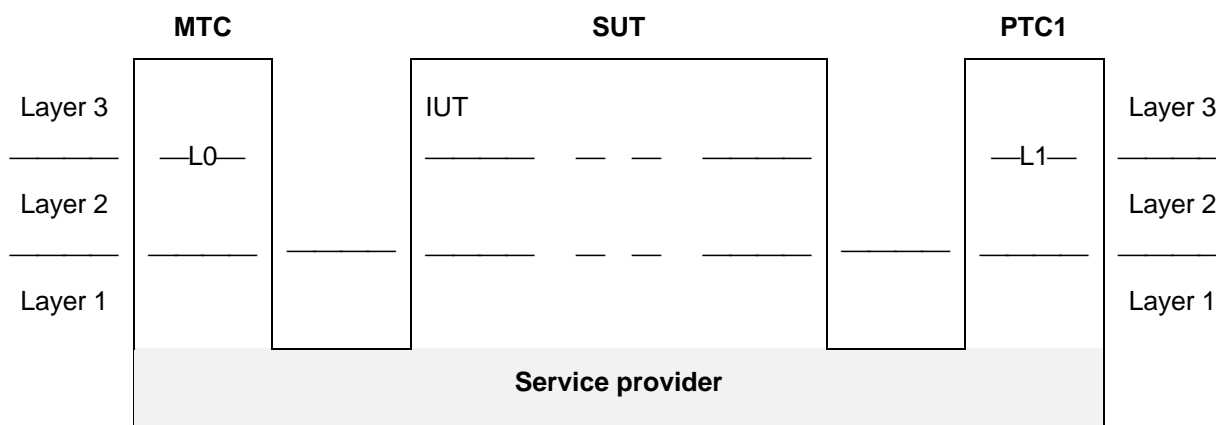 MTC SUT PTC1
Layer 3 IUT Layer 3
L0 L1
Layer 2 Layer 2
Layer 1 Layer 1
Service provider